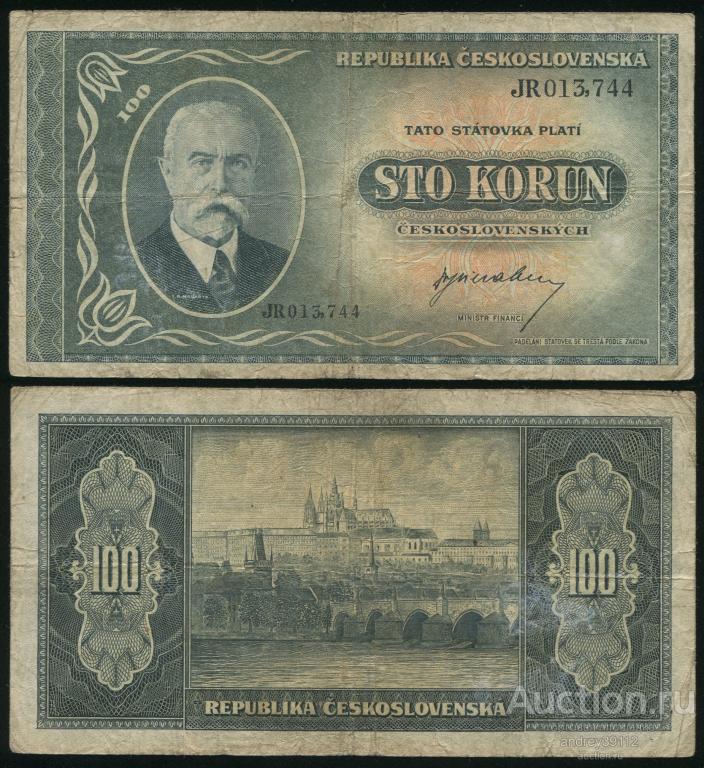 REPUBLIKA ČESKOSLOVENSKÁ
JR013,744
100
TATO STÁTOVKA PLATÍ
STO KORUN
ČESKOSLOVENSKÝCH
JR013,744
MINISTR FINANCÍ
PADĚLÁNÍ STÁTOVEK SE TRESTÁ PODLE ZÁKONA
100
100
REPUBLIKA ČESKOSLOVENSKÁ
Auction.ru
andrey39112